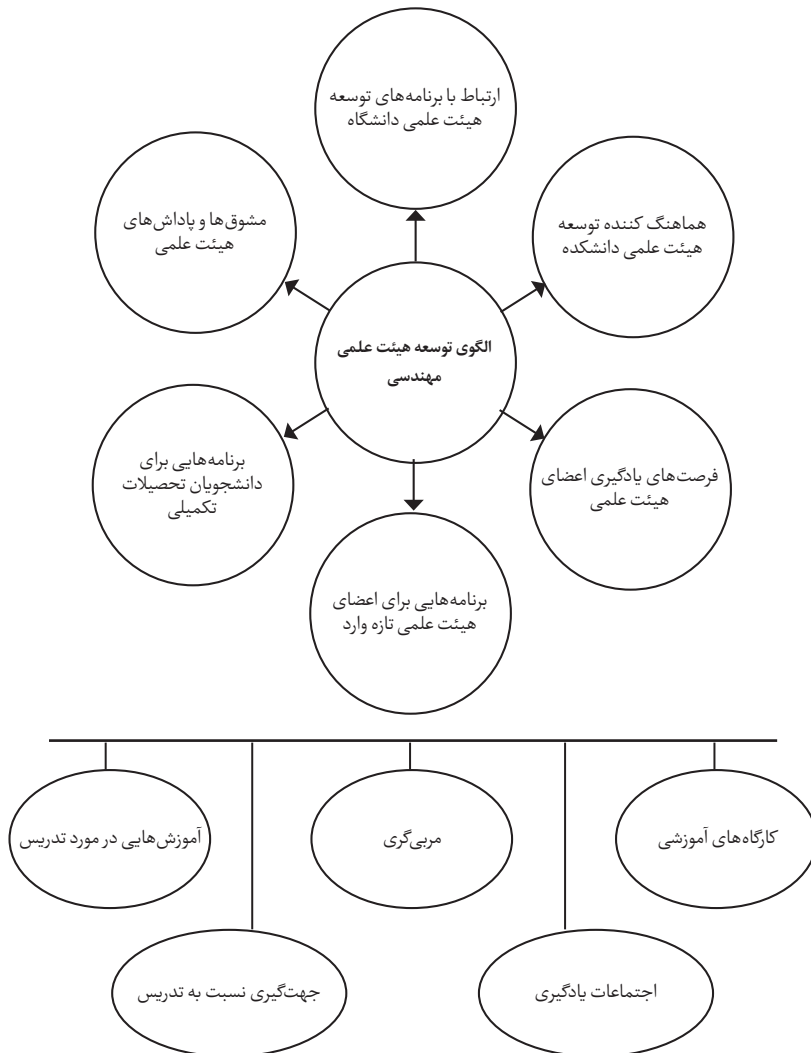 ارتباط با برنامه‌های توسعه
هیئت علمی دانشگاه
هماهنگ کننده توسعه
هیئت علمی دانشکده
مشوق‌ها و پاداش‌های
هیئت علمی
الگوی توسعه هیئت علمی
مهندسی
فرصت‌های یادگیری اعضای
هیئت علمی
برنامه‌هایی برای
دانشجویان تحصیلات
تکمیلی
برنامه‌هایی برای اعضای
هیئت علمی تازه وارد
کارگاه‌های آموزشی
مربی‌گری
آموزش‌هایی در مورد تدریس
اجتماعات یادگیری
جهت‌گیری نسبت به تدریس